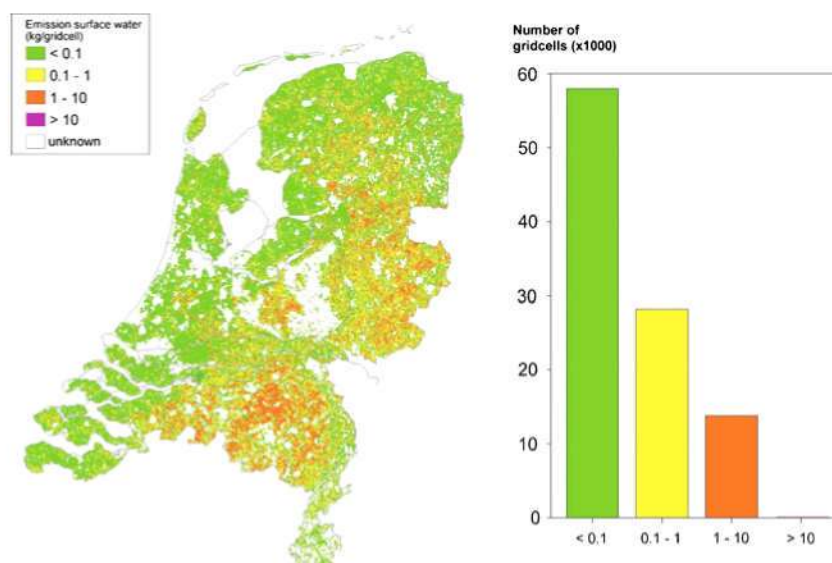 Emission surface water
(kg/gridcell)
< 0.1
0.1 - 1
1 - 10
> 10
unknown
Number of
gridcells (x1000)
60
50
40
30
20
10
0
< 0.1
0.1 - 1
1 - 10
> 10